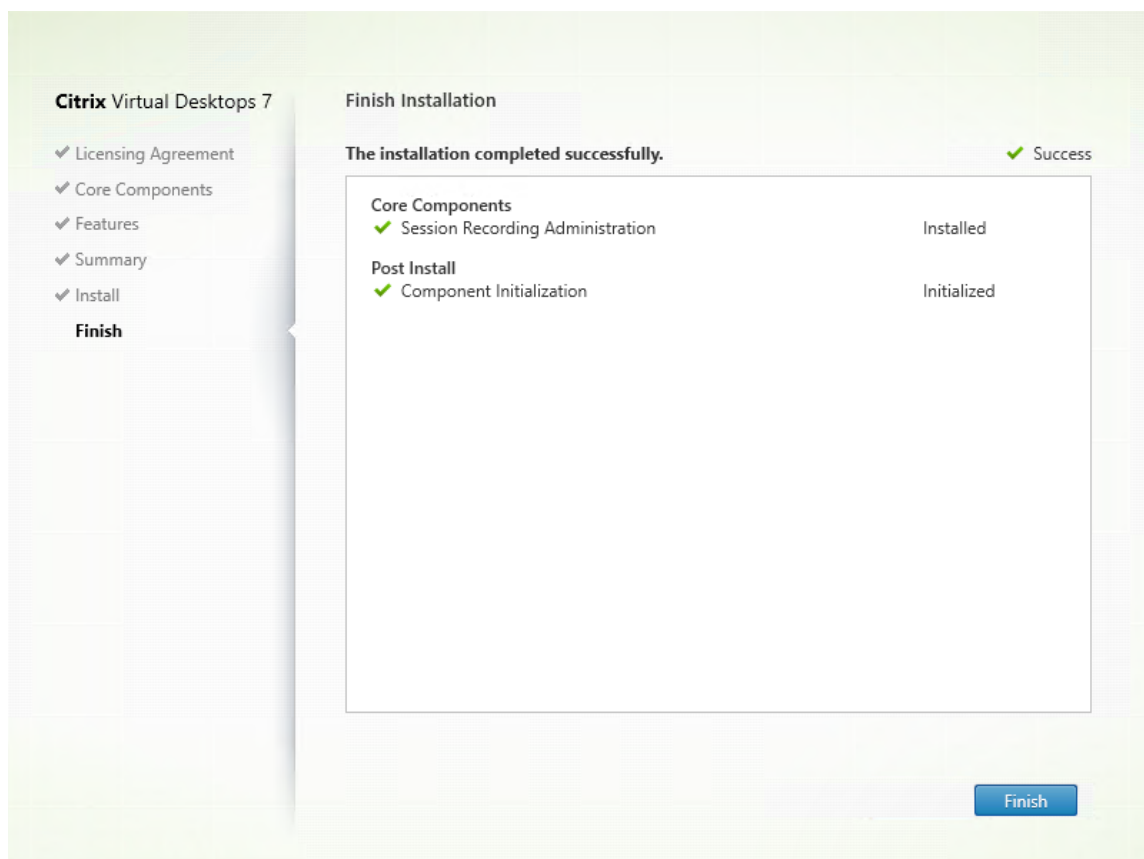 Citrix Virtual Desktops 7
Licensing Agreement
Core Components
Features
Summary
Install
Finish
Finish Installation
The installation completed successfully.
Success
Core Components
Session Recording Administration Installed
Post Install
Component Initialization Initialized
Finish